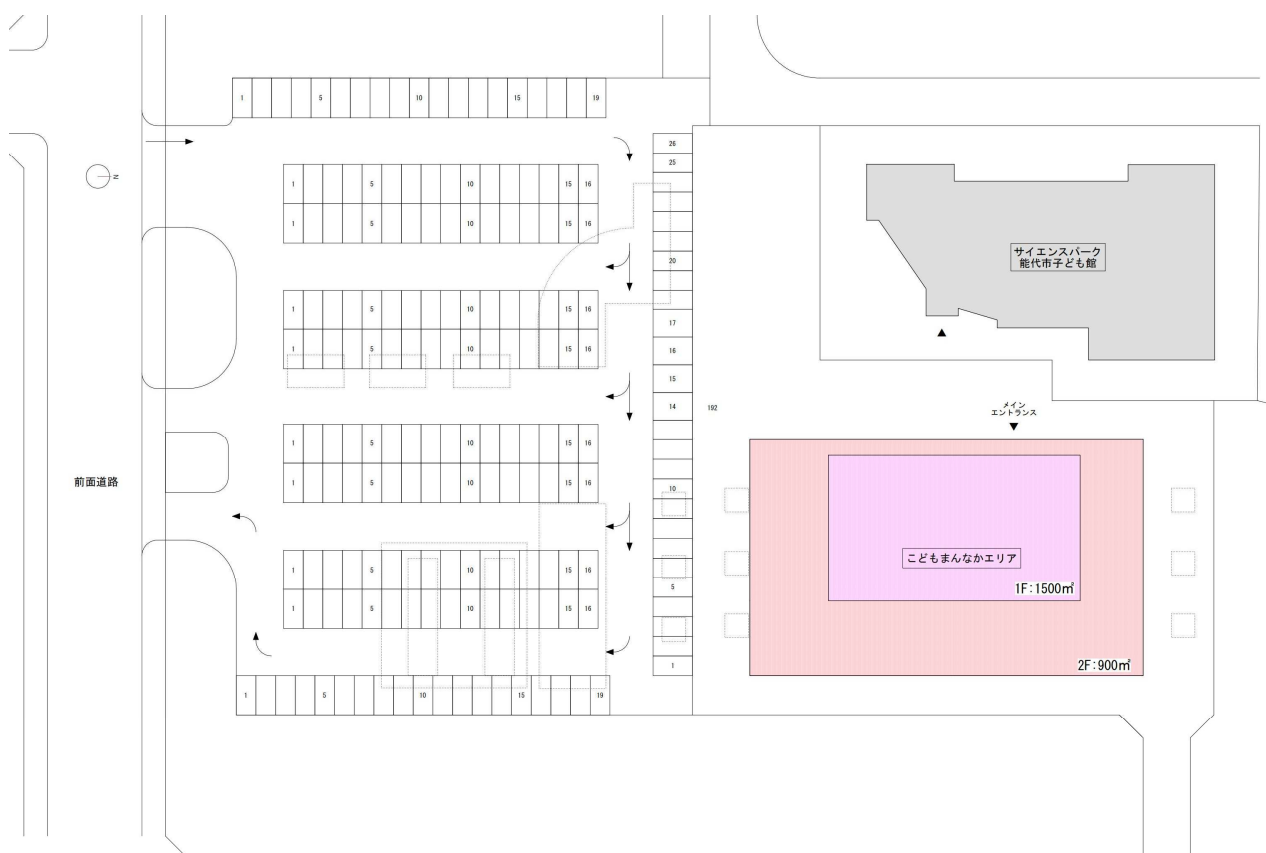 1 5 10 15 19
N
26
25
1 5 10 15 16
1 5 10 15 16
20
サイエンスパーク
能代市子ども館
1 5 10 15 16
17
1 5 10 15 16
16
15
14
192
メイン
エントランス
1 5 10 15 16
前面道路
1 5 10 15 16
10
1 5 10 15 16
こどもまんなかエリア
5
1F:1500㎡
1 5 10 15 16
2F:900㎡
1
1 5 10 15 19